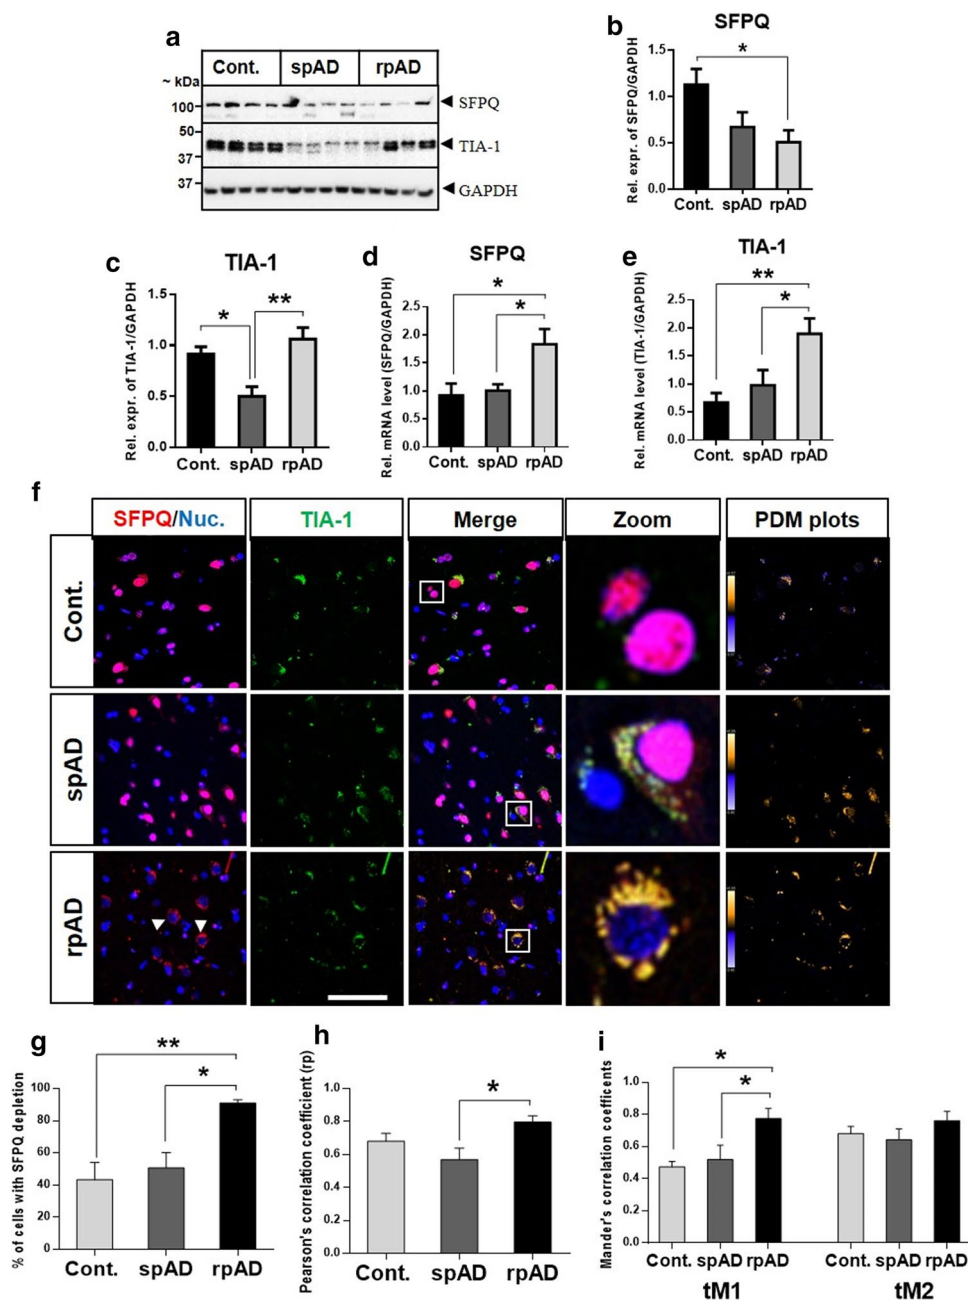 a
Cont. spAD rpAD
~ kDa
100
50
37
37
SFPQ
TIA-1
GAPDH
b
SFPQ
Rel. expr. of SFPQ/GAPDH
1.5
1.0
0.5
0.0
*
Cont. spAD rpAD
c
TIA-1
Rel. expr. of TIA-1/GAPDH
1.5
1.0
0.5
0.0
* **
Cont. spAD rpAD
d
SFPQ
Rel. mRNA level (SFPQ/GAPDH)
2.5
2.0
1.5
1.0
0.5
0.0
*
*
Cont. spAD rpAD
e
TIA-1
Rel. mRNA level (TIA-1/GAPDH)
2.5
2.0
1.5
1.0
0.5
0.0
**
*
Cont. spAD rpAD
f
SFPQ/Nuc. TIA-1 Merge Zoom PDM plots
Cont.
spAD
rpAD
g
% of cells with SFPQ depletion
100
80
60
40
20
0
**
*
Cont. spAD rpAD
h
Pearson's correlation coefficient (rp)
1.0
0.8
0.6
0.4
0.2
0.0
*
Cont. spAD rpAD
i
Mander's correlation coefficents
1.0
0.8
0.6
0.4
0.2
0.0
*
*
Cont. spAD rpAD Cont. spAD rpAD
tM1 tM2